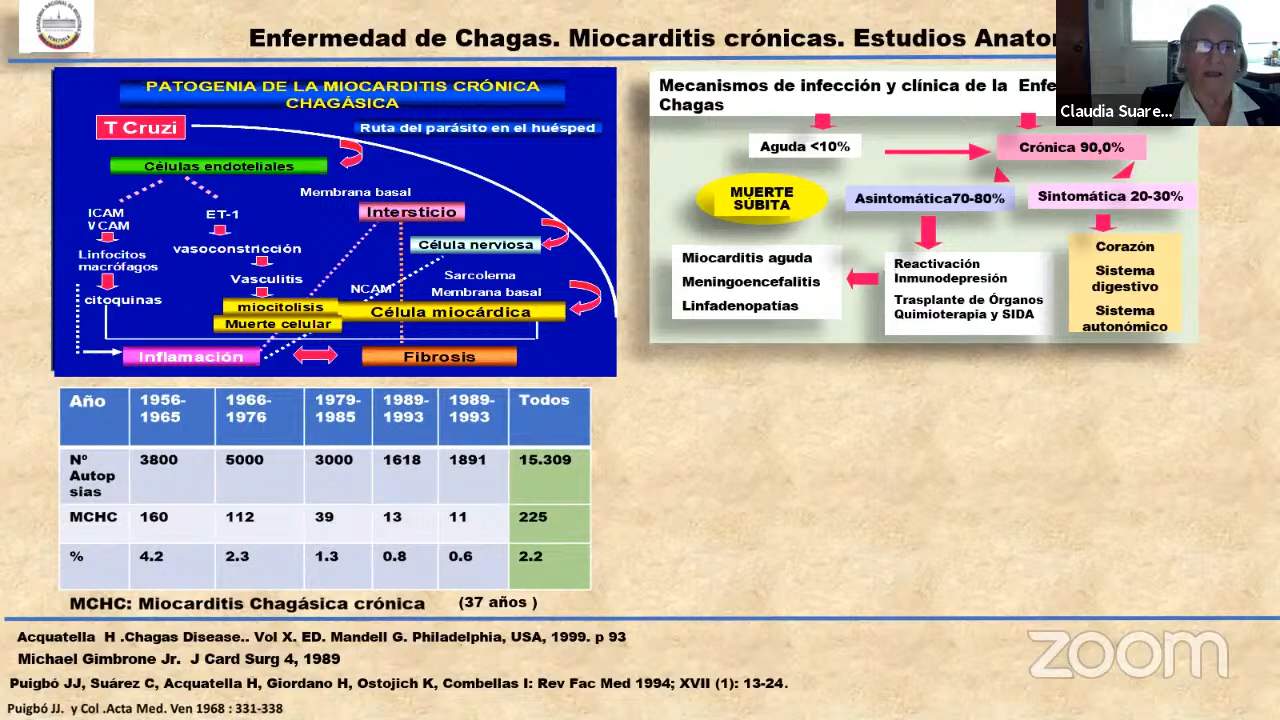 Enfermedad de Chagas. Miocarditis crónicas. Estudios Anato
Claudia Suare...
PATOGENIA DE LA MIOCARDITIS CRÓNICA
CHAGÁSICA
T Cruzi
Ruta del parásito en el huésped
Células endoteliales
Membrana basal
Intersticio
ICAM
VCAM
ET-1
Célula nerviosa
vasoconstricción
Linfocitos
macrófagos
Vasculitis
Sarcolema
NCAM
Membrana basal
citoquinas
miocitolisis
Célula miocárdica
Muerte celular
Inflamación
Fibrosis
Mecanismos de infección y clínica de la Enfe
Chagas
Aguda <10%
Crónica 90,0%
MUERTE
SÚBITA
Asintomática70-80%
Sintomática 20-30%
Miocarditis aguda
Meningoencefalitis
Linfadenopatías
Reactivación
Inmunodepresión
Trasplante de Órganos
Quimioterapia y SIDA
Corazón
Sistema
digestivo
Sistema
autonómico
Año 1956-1965 1966-1976 1979-1985 1989-1993 1989-1993 Todos
Nº Autopsias 3800 5000 3000 1618 1891 15.309
MCHC 160 112 39 13 11 225
% 4.2 2.3 1.3 0.8 0.6 2.2
MCHC: Miocarditis Chagásica crónica (37 años )
Acquatella H .Chagas Disease.. Vol X. ED. Mandell G. Philadelphia, USA, 1999. p 93
Michael Gimbrone Jr. J Card Surg 4, 1989
Puigbó JJ, Suárez C, Acquatella H, Giordano H, Ostojich K, Combellas I: Rev Fac Med 1994; XVII (1): 13-24.
Puigbó JJ. y Col .Acta Med. Ven 1968 : 331-338
zoom